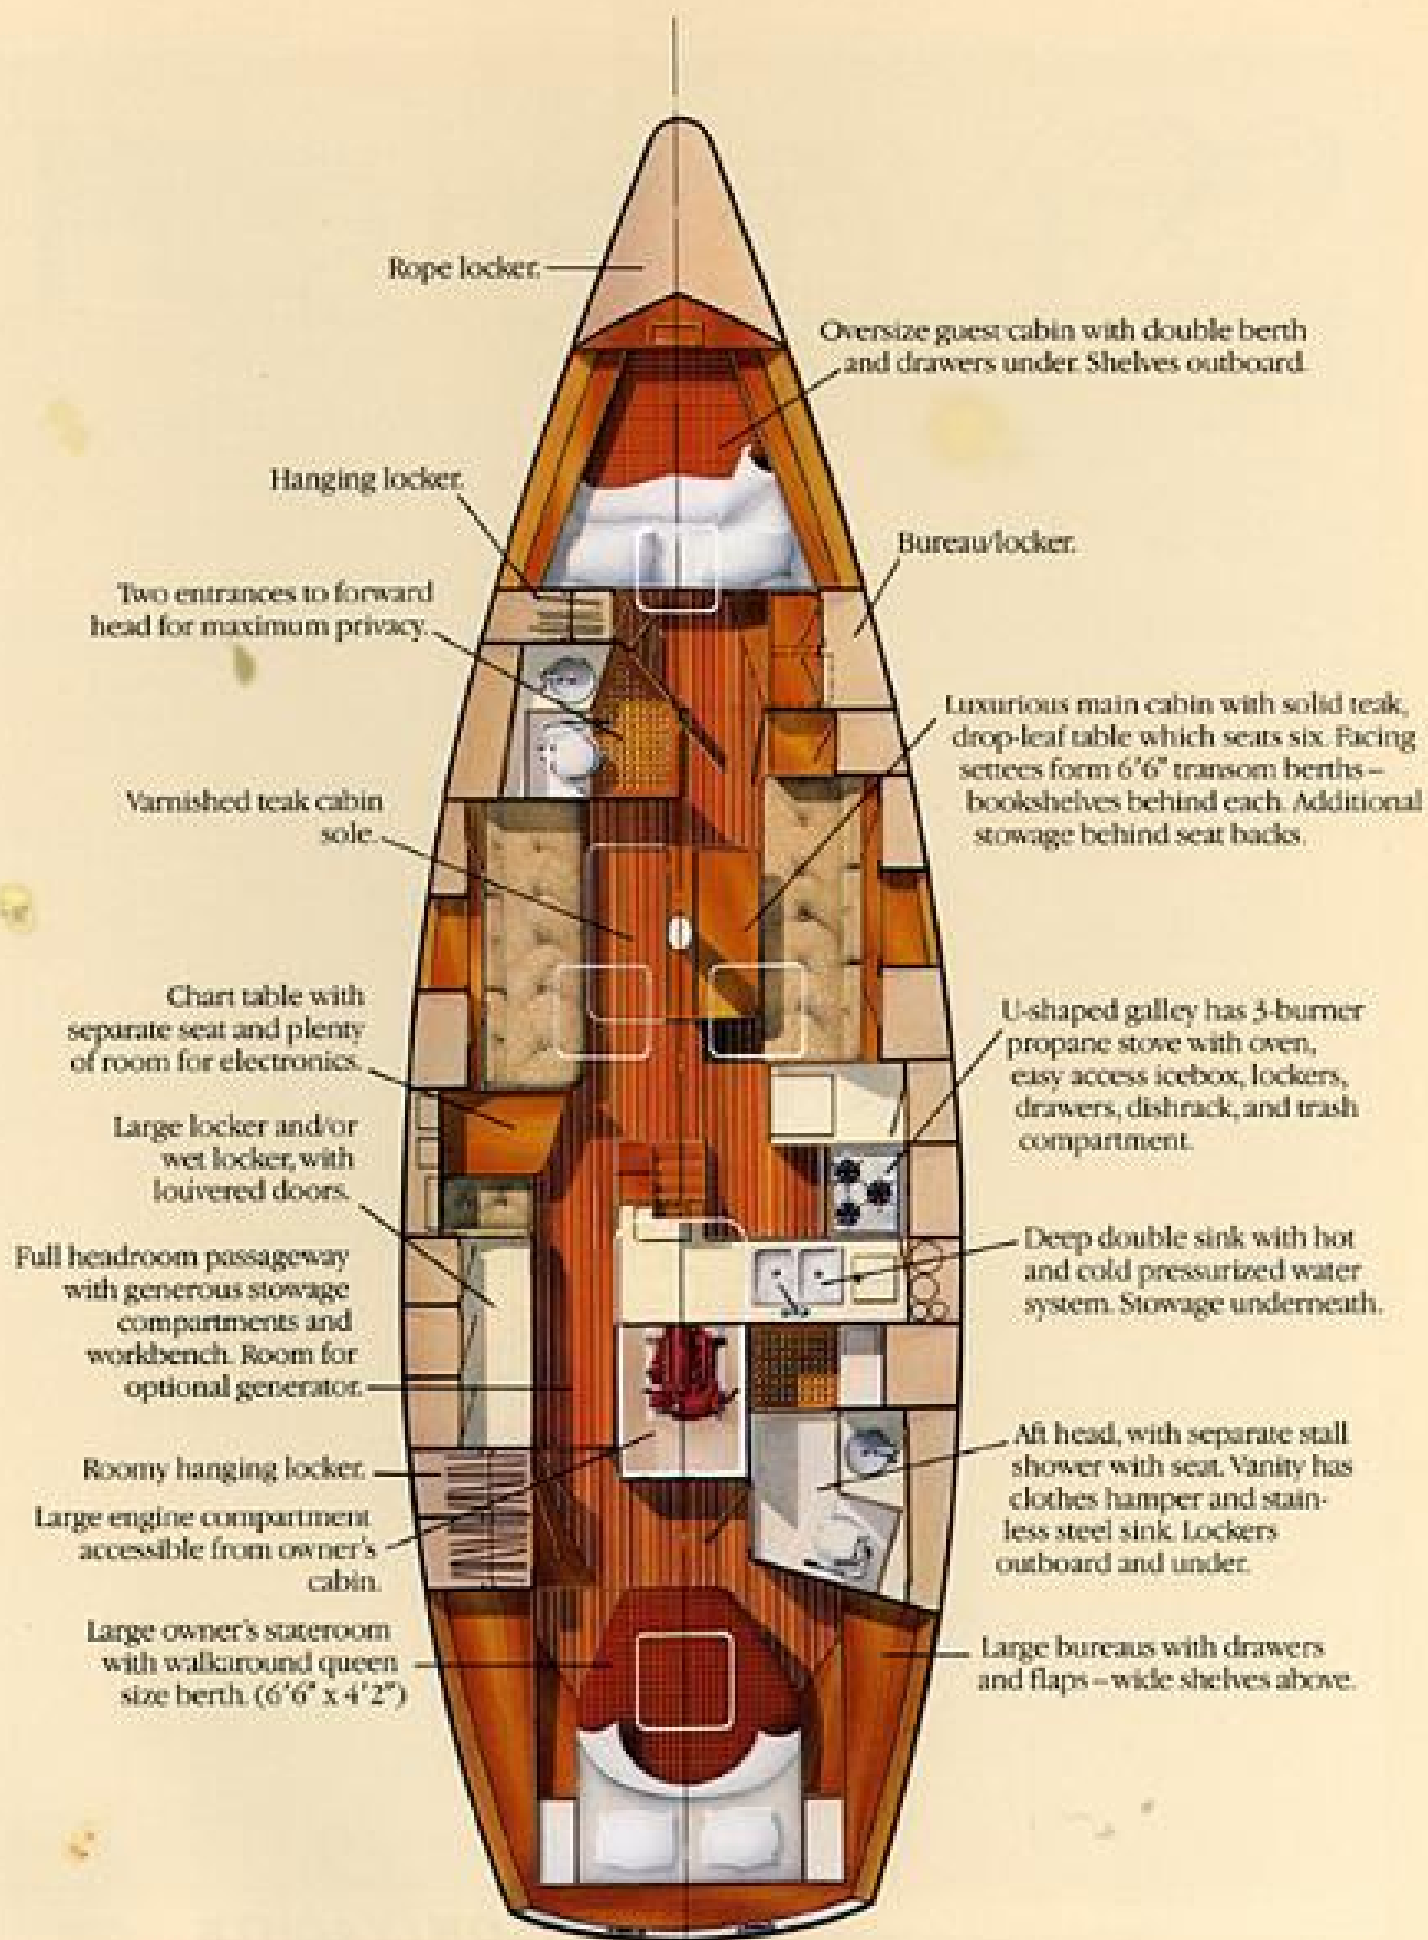 Rope locker.
Oversize guest cabin with double berth
and drawers under. Shelves outboard.
Hanging locker.
Bureau/locker.
Two entrances to forward
head for maximum privacy.
Luxurious main cabin with solid teak,
drop-leaf table which seats six. Facing
settees form 6'6" transom berths–
bookshelves behind each. Additional
stowage behind seat backs.
Varnished teak cabin
sole.
Chart table with
separate seat and plenty
of room for electronics.
U-shaped galley has 3-burner
propane stove with oven,
easy access icebox, lockers,
drawers, dishrack, and trash
compartment.
Large locker and/or
wet locker, with
louvered doors.
Deep double sink with hot
and cold pressurized water
system. Stowage underneath.
Full headroom passageway
with generous stowage
compartments and
workbench. Room for
optional generator.
Aft head, with separate stall
shower with seat. Vanity has
clothes hamper and stain-
less steel sink. Lockers
outboard and under.
Roomy hanging locker.
Large engine compartment
accessible from owner's
cabin.
Large owner's stateroom
with walkaround queen
size berth. (6'6" x 4'2")
Large bureaus with drawers
and flaps–wide shelves above.